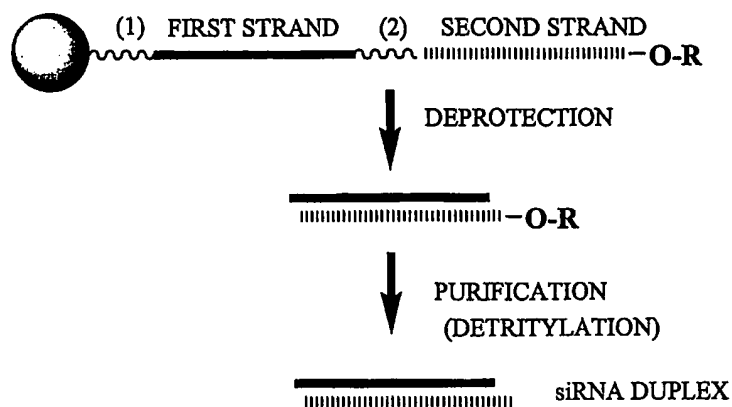 (1) FIRST STRAND (2) SECOND STRAND
O-R
DEPROTECTION
O-R
PURIFICATION
(DETRITYLATION)
siRNA DUPLEX